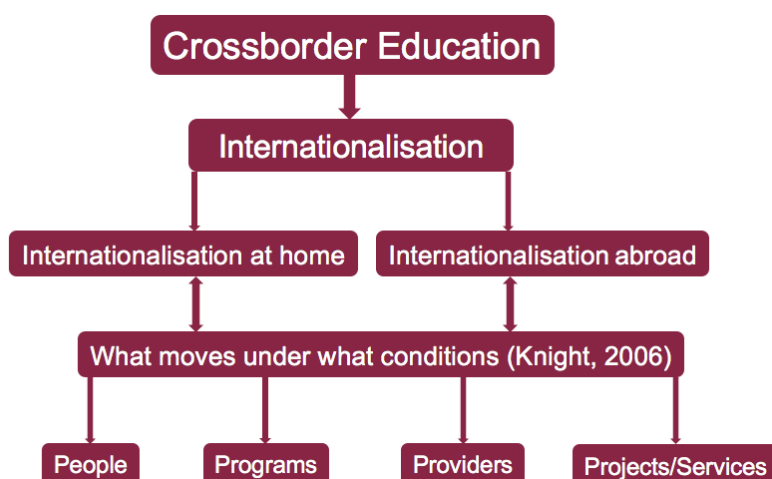 Crossborder Education
Internationalisation
Internationalisation at home
Internationalisation abroad
What moves under what conditions (Knight, 2006)
People
Programs
Providers
Projects/Services